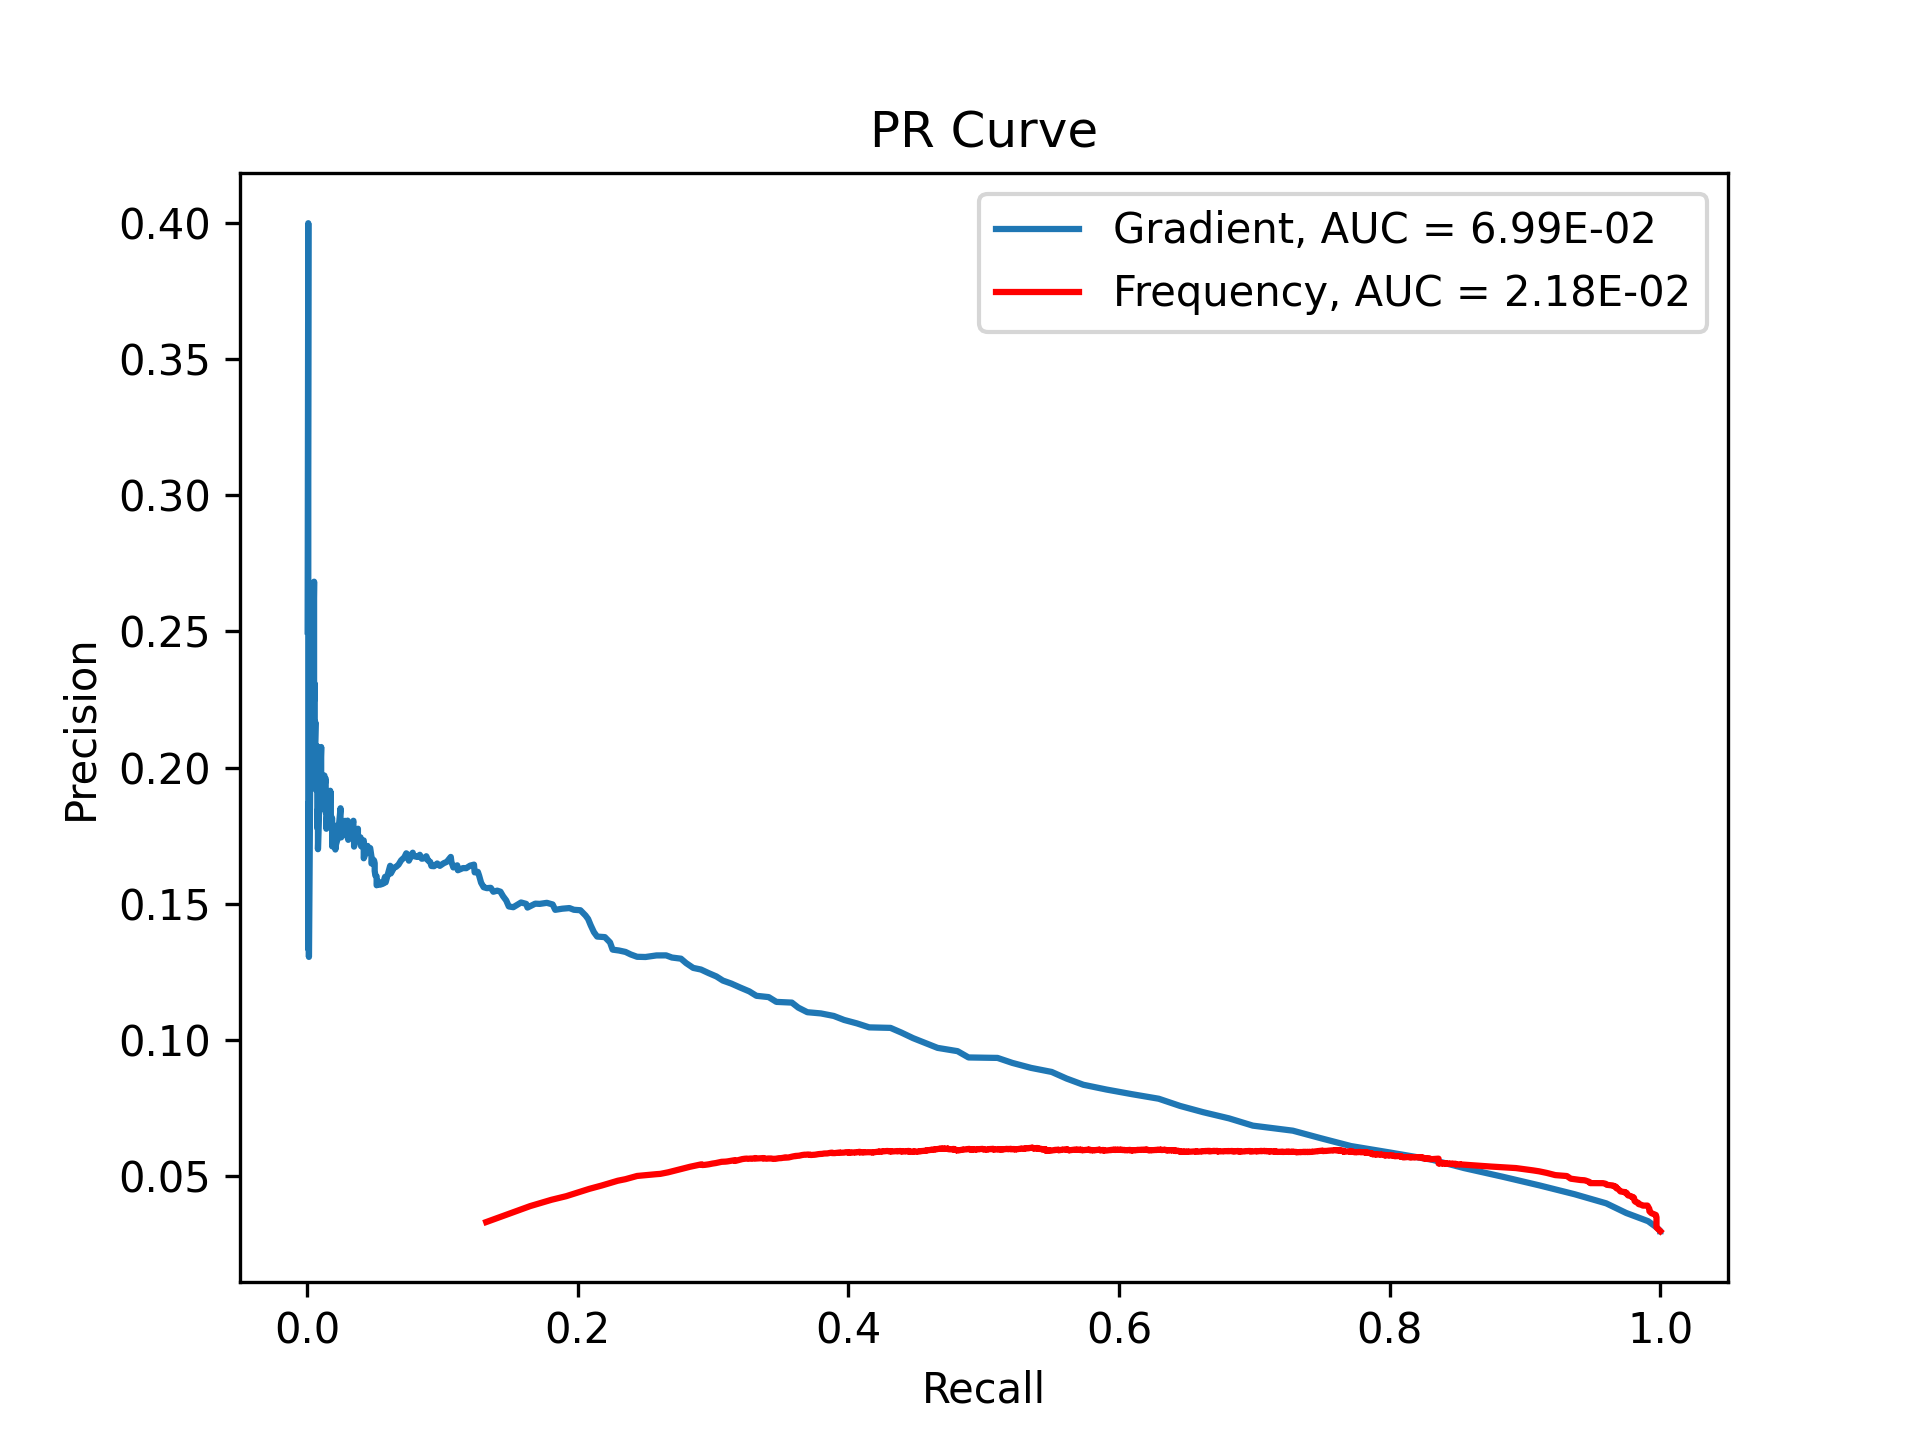 PR Curve
Gradient, AUC = 6.99E-02
Frequency, AUC = 2.18E-02
0.40
0.35
0.30
0.25
0.20
0.15
0.10
0.05
Precision
0.0 0.2 0.4 0.6 0.8 1.0
Recall